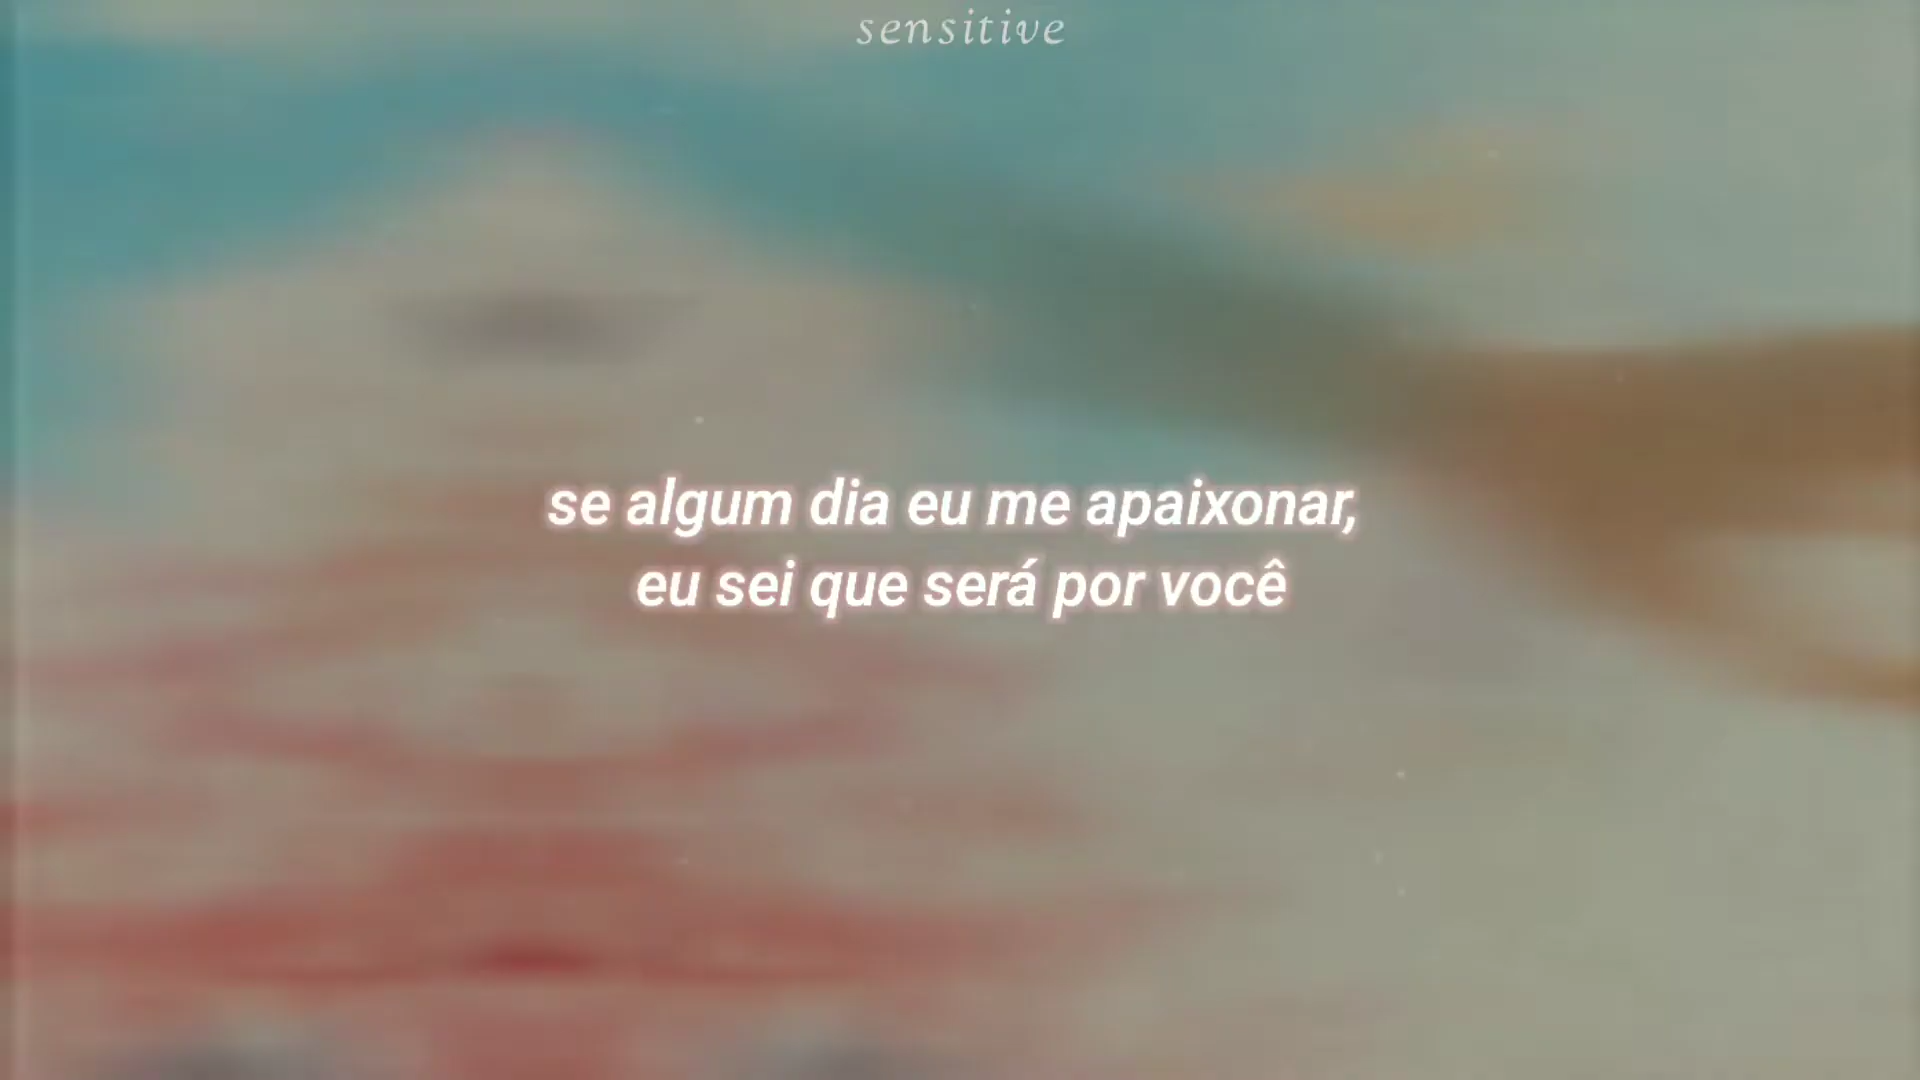 sensitive
se algum dia eu me apaixonar,
eu sei que será por você